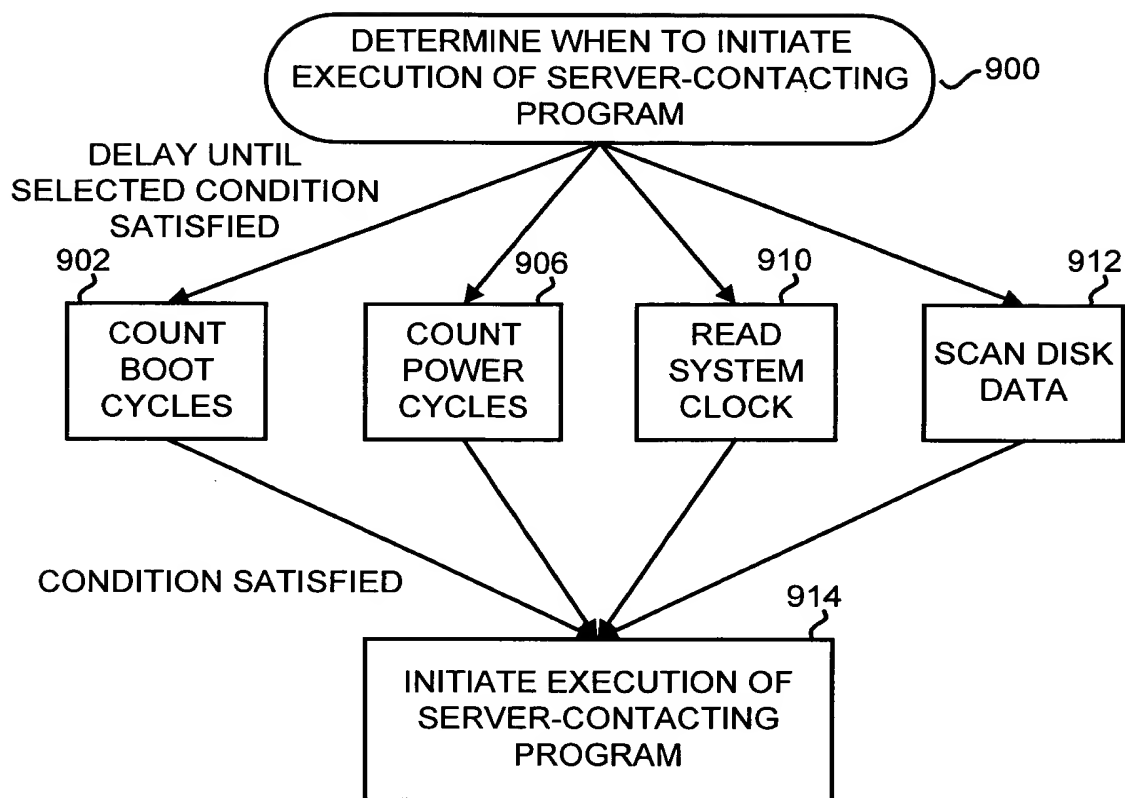 DETERMINE WHEN TO INITIATE
EXECUTION OF SERVER-CONTACTING
PROGRAM
900
DELAY UNTIL
SELECTED CONDITION
SATISFIED
902
906
910
912
COUNT
BOOT
CYCLES
COUNT
POWER
CYCLES
READ
SYSTEM
CLOCK
SCAN DISK
DATA
CONDITION SATISFIED
914
INITIATE EXECUTION OF
SERVER-CONTACTING
PROGRAM